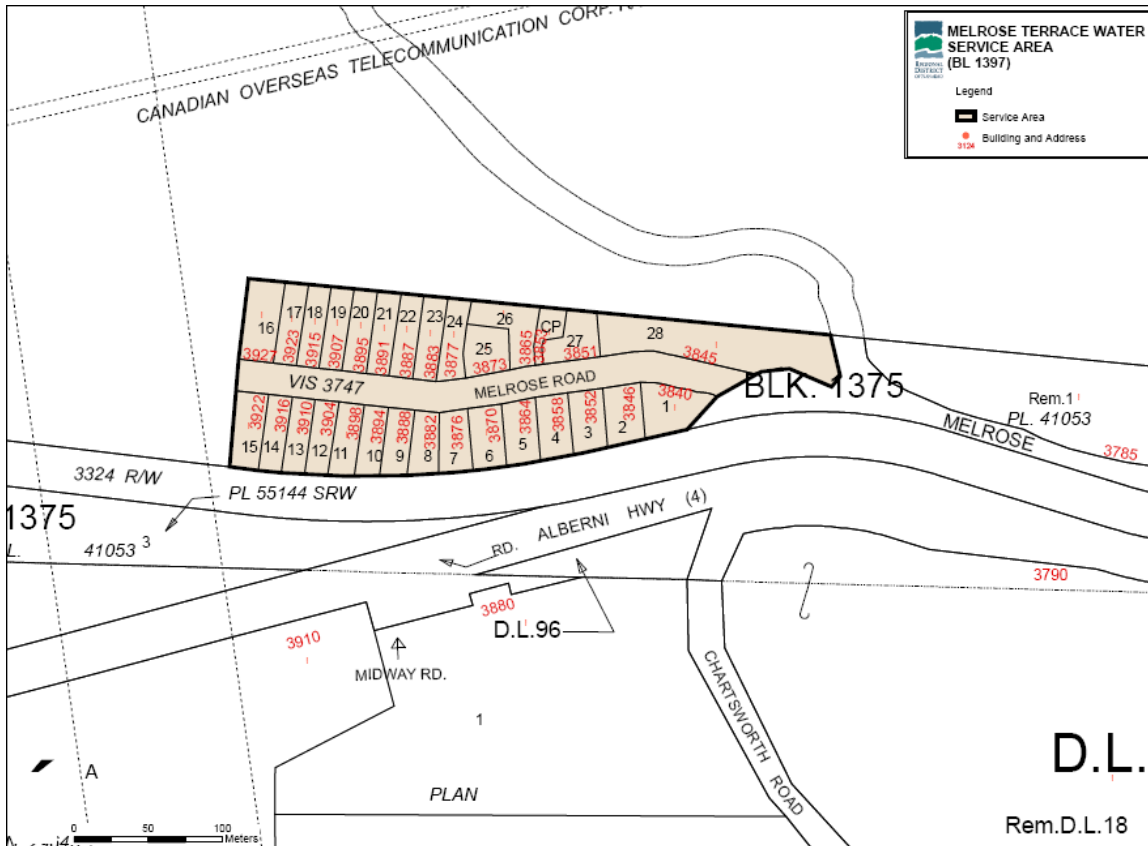 CANADIAN OVERSEAS TELECOMMUNICATION CORP.
MELROSE TERRACE WATER
SERVICE AREA
(BL 1397)
REGIONAL
DISTRICT
OF NANAIMO
Legend
Service Area
3124 Building and Address
16 17 18 19 20 21 22 23 24 25 26 CP 27 28
3927 3923 3915 3907 3895 3891 3887 3883 3877 3873 3865 3853 3851 3845
VIS 3747
MELROSE ROAD
3922 3916 3910 3904 3898 3894 3888 3882 3876 3870 3864 3858 3852 3846 3840
15 14 13 12 11 10 9 8 7 6 5 4 3 2 1
BLK. 1375
Rem.1
PL. 41053
MELROSE
3785
3324 R/W
PL 55144 SRW
1375
L. 41053 3
RD. ALBERNI HWY (4)
3790
3880
D.L.96
3910
MIDWAY RD.
1
CHARTSWORTH ROAD
D.L.
A
PLAN
Rem.D.L.18
0 50 100
Meters